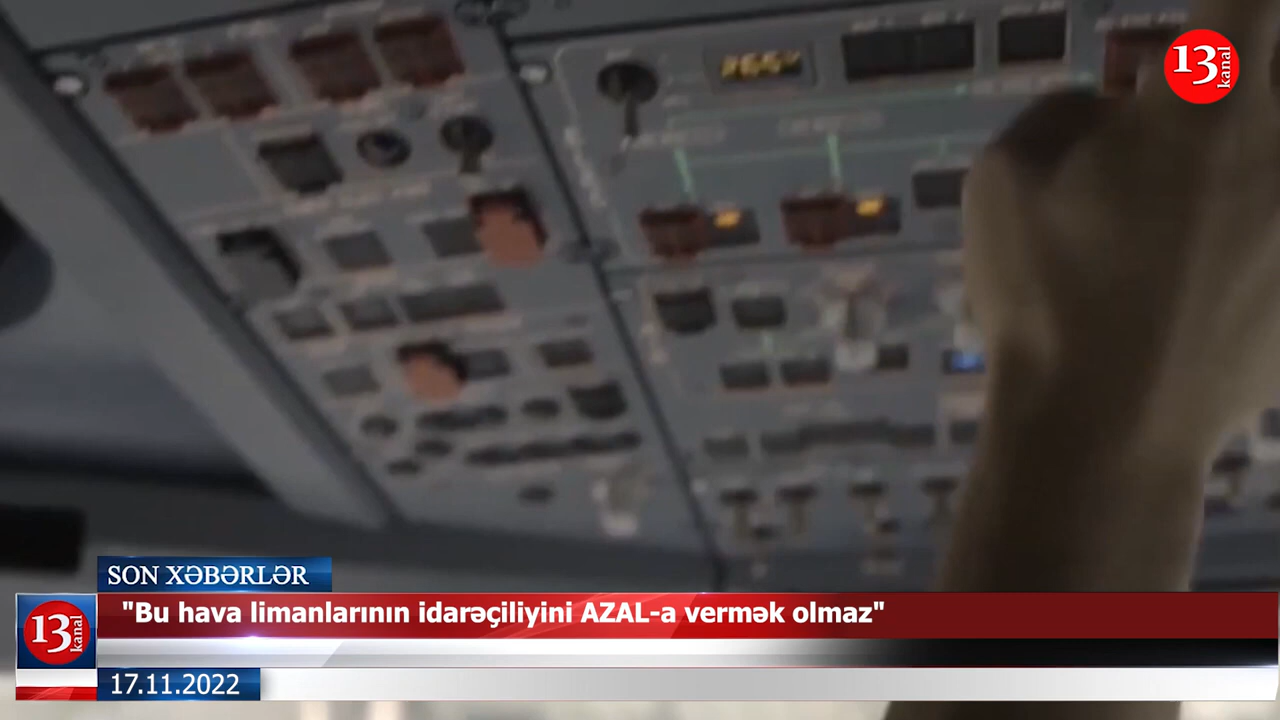 13 kanal
SON XƏBƏRLƏR
"Bu hava limanlarının idarəçiliyini AZAL-a vermək olmaz"
13 kanal
17.11.2022